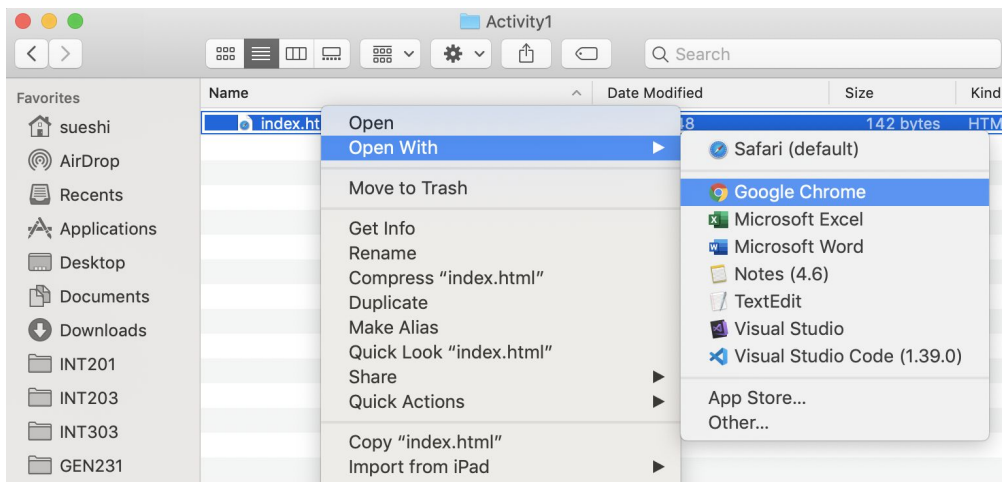 Activity1
Search
Favorites
sueshi
AirDrop
Recents
Applications
Desktop
Documents
Downloads
INT201
INT203
INT303
GEN231
Name Date Modified Size Kind
index.ht 48 142 bytes HTM
Open
Open With
Move to Trash
Get Info
Rename
Compress “index.html”
Duplicate
Make Alias
Quick Look “index.html”
Share
Quick Actions
Copy “index.html”
Import from iPad
Safari (default)
Google Chrome
Microsoft Excel
Microsoft Word
Notes (4.6)
TextEdit
Visual Studio
Visual Studio Code (1.39.0)
App Store...
Other...